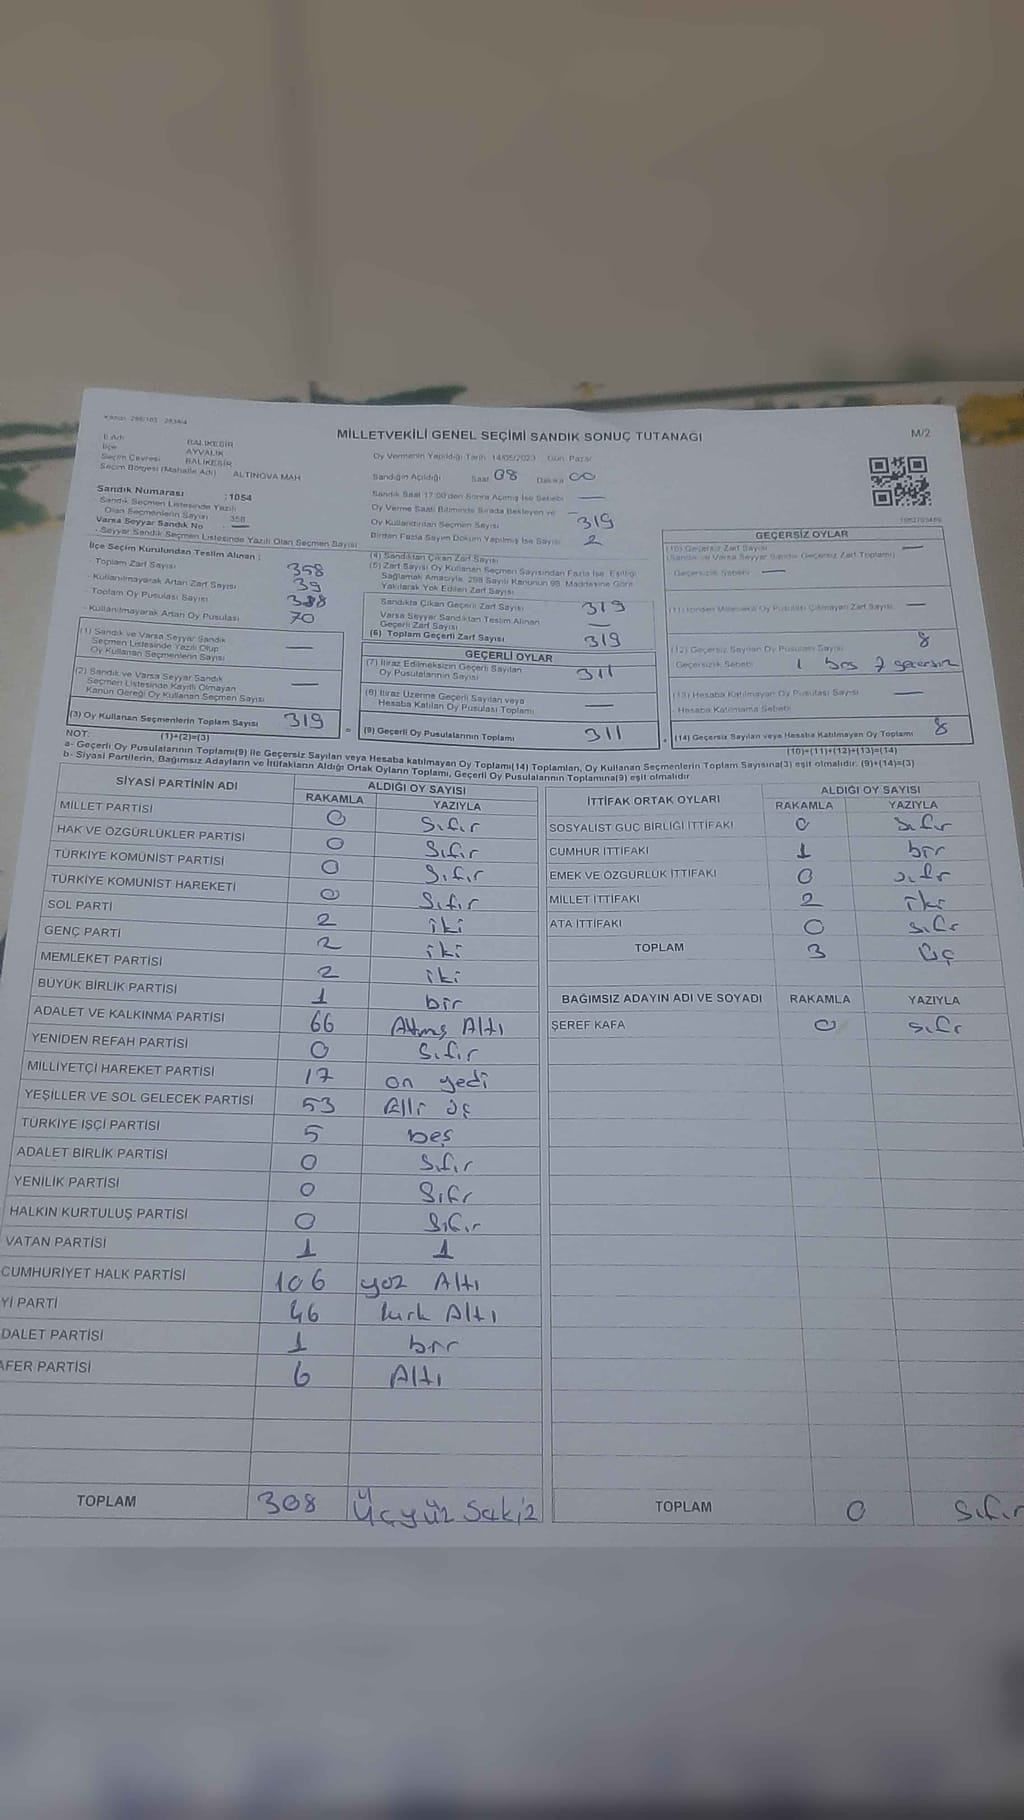 MİLLETVEKİLİ GENEL SEÇİMİ SANDIK SONUÇ TUTANAĞI
M/2
İl Adı BALIKESİR
İlçe AYVALIK
Seçim Çevresi BALIKESİR
Seçim Bölgesi (Mahalle Adı) ALTINOVA MAH
Sandık Numarası : 1054
Sandık Seçmen Listesinde Yazılı
Olan Seçmenlerin Sayısı 358
Varsa Seyyar Sandık No —
Seyyar Sandık Seçmen Listesinde Yazılı Olan Seçmen Sayısı
Oy Vermenin Yapıldığı Tarih 14/05/2023 Gün Pazar
Sandığın Açıldığı Saat 08 Dakika 00
Sandık Saat 17:00'den Sonra Açılmış İse Sebebi —
Oy Verme Saati Bitiminde Sırada Bekleyen ve —
Oy Kullandırılan Seçmen Sayısı 319
Birden Fazla Sayım Döküm Yapılmış İse Sayısı 2
İlçe Seçim Kurulundan Teslim Alınan :
- Toplam Zarf Sayısı 358
- Kullanılmayarak Artan Zarf Sayısı 39
- Toplam Oy Pusulası Sayısı 388
- Kullanılmayarak Artan Oy Pusulası 70
(1) Sandık ve Varsa Seyyar Sandık
Seçmen Listesinde Yazılı Olup
Oy Kullanan Seçmenlerin Sayısı —
(2) Sandık ve Varsa Seyyar Sandık
Seçmen Listesinde Kayıtlı Olmayan
Kanun Gereği Oy Kullanan Seçmen Sayısı —
(3) Oy Kullanan Seçmenlerin Toplam Sayısı 319
(1)+(2)=(3)
(4) Sandıktan Çıkan Zarf Sayısı
(5) Zarf Sayısı Oy Kullanan Seçmen Sayısından Fazla İse, Eşitliği
Sağlamak Amacıyla, 298 Sayılı Kanunun 98. Maddesine Göre
Yakılarak Yok Edilen Zarf Sayısı
Sandıkta Çıkan Geçerli Zarf Sayısı 319
Varsa Seyyar Sandıktan Teslim Alınan
Geçerli Zarf Sayısı —
(6) Toplam Geçerli Zarf Sayısı 319
GEÇERLİ OYLAR
(7) İtiraz Edilmeksizin Geçerli Sayılan
Oy Pusulalarının Sayısı 311
(8) İtiraz Üzerine Geçerli Sayılan veya
Hesaba Katılan Oy Pusulası Toplamı —
(9) Geçerli Oy Pusulalarının Toplamı 311
GEÇERSİZ OYLAR
(10) Geçersiz Zarf Sayısı —
(Sandık ve Varsa Seyyar Sandık Geçersiz Zarf Toplamı)
Geçersizlik Sebebi —
(11) İçinden Milletvekili Oy Pusulası Çıkmayan Zarf Sayısı —
(12) Geçersiz Sayılan Oy Pusulası Sayısı 8
Geçersizlik Sebebi 1 boş 7 geçersiz
(13) Hesaba Katılmayan Oy Pusulası Sayısı —
- Hesaba Katılmama Sebebi
(14) Geçersiz Sayılan veya Hesaba Katılmayan Oy Toplamı 8
(10)+(11)+(12)+(13)=(14)
NOT:
a- Geçerli Oy Pusulalarının Toplamı(9) ile Geçersiz Sayılan veya Hesaba katılmayan Oy Toplamı(14) Toplamları, Oy Kullanan Seçmenlerin Toplam Sayısına(3) eşit olmalıdır. (9)+(14)=(3)
b- Siyasi Partilerin, Bağımsız Adayların ve İttifakların Aldığı Ortak Oyların Toplamı, Geçerli Oy Pusulalarının Toplamına(9) eşit olmalıdır
SİYASİ PARTİNİN ADI ALDIĞI OY SAYISI
RAKAMLA YAZIYLA
MİLLET PARTİSİ 0 Sıfır
HAK VE ÖZGÜRLÜKLER PARTİSİ 0 Sıfır
TÜRKİYE KOMÜNİST PARTİSİ 0 Sıfır
TÜRKİYE KOMÜNİST HAREKETİ 0 Sıfır
SOL PARTİ 2 iki
GENÇ PARTİ 2 iki
MEMLEKET PARTİSİ 2 iki
BÜYÜK BİRLİK PARTİSİ 1 bir
ADALET VE KALKINMA PARTİSİ 66 Atmış Altı
YENİDEN REFAH PARTİSİ 0 Sıfır
MİLLİYETÇİ HAREKET PARTİSİ 17 on yedi
YEŞİLLER VE SOL GELECEK PARTİSİ 53 Elli üç
TÜRKİYE İŞÇİ PARTİSİ 5 beş
ADALET BİRLİK PARTİSİ 0 Sıfır
YENİLİK PARTİSİ 0 Sıfır
HALKIN KURTULUŞ PARTİSİ 0 Sıfır
VATAN PARTİSİ 1 1
CUMHURİYET HALK PARTİSİ 106 yüz Altı
Yİ PARTİ 46 kırk Altı
DALET PARTİSİ 1 bir
AFER PARTİSİ 6 Altı
TOPLAM 308 Üçyüz Sekiz
İTTİFAK ORTAK OYLARI ALDIĞI OY SAYISI
RAKAMLA YAZIYLA
SOSYALİST GÜÇ BİRLİĞİ İTTİFAKI 0 Sıfır
CUMHUR İTTİFAKI 1 bir
EMEK VE ÖZGÜRLÜK İTTİFAKI 0 sıfır
MİLLET İTTİFAKI 2 iki
ATA İTTİFAKI 0 sıfır
TOPLAM 3 üç
BAĞIMSIZ ADAYIN ADI VE SOYADI RAKAMLA YAZIYLA
ŞEREF KAFA 0 sıfır
TOPLAM 0 Sıfır